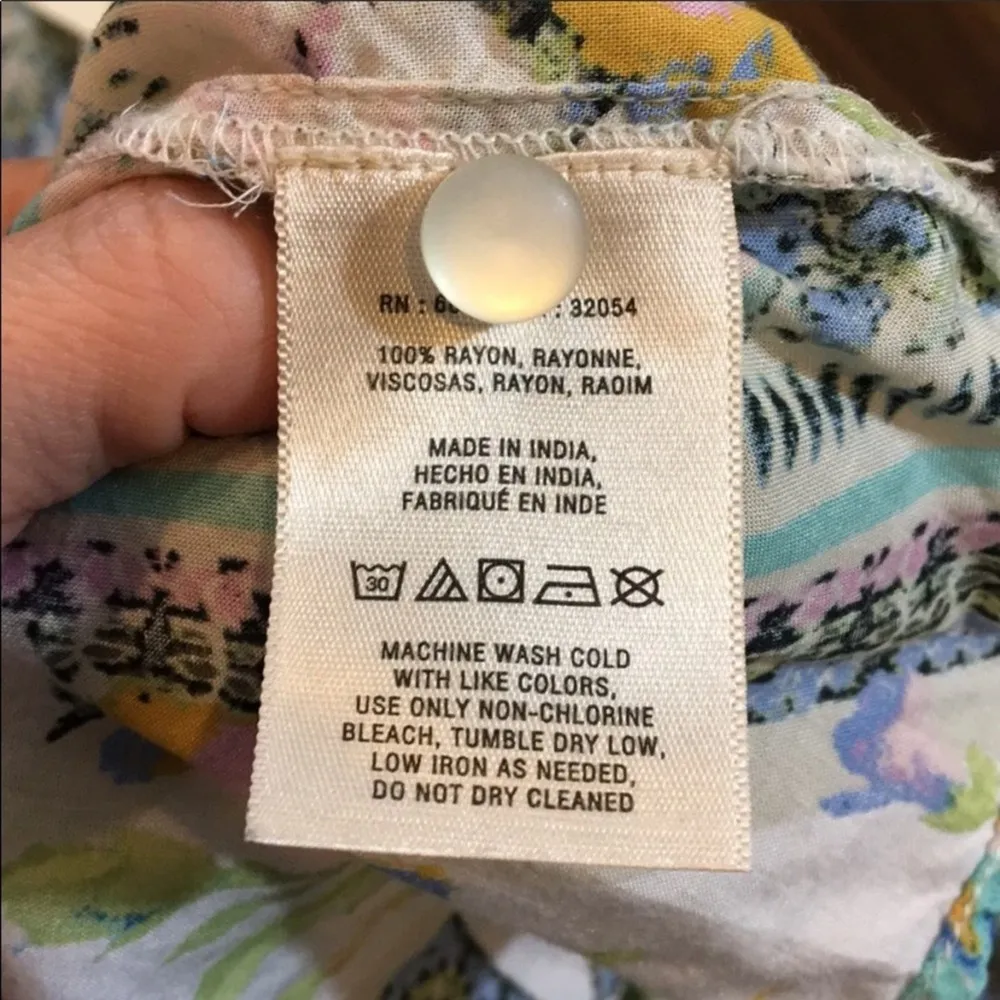 RN : 32054
100% RAYON, RAYONNE,
VISCOSAS, RAYON, RAOIM
MADE IN INDIA,
HECHO EN INDIA,
FABRIQUÉ EN INDE
30
MACHINE WASH COLD
WITH LIKE COLORS,
USE ONLY NON-CHLORINE
BLEACH, TUMBLE DRY LOW,
LOW IRON AS NEEDED,
DO NOT DRY CLEANED